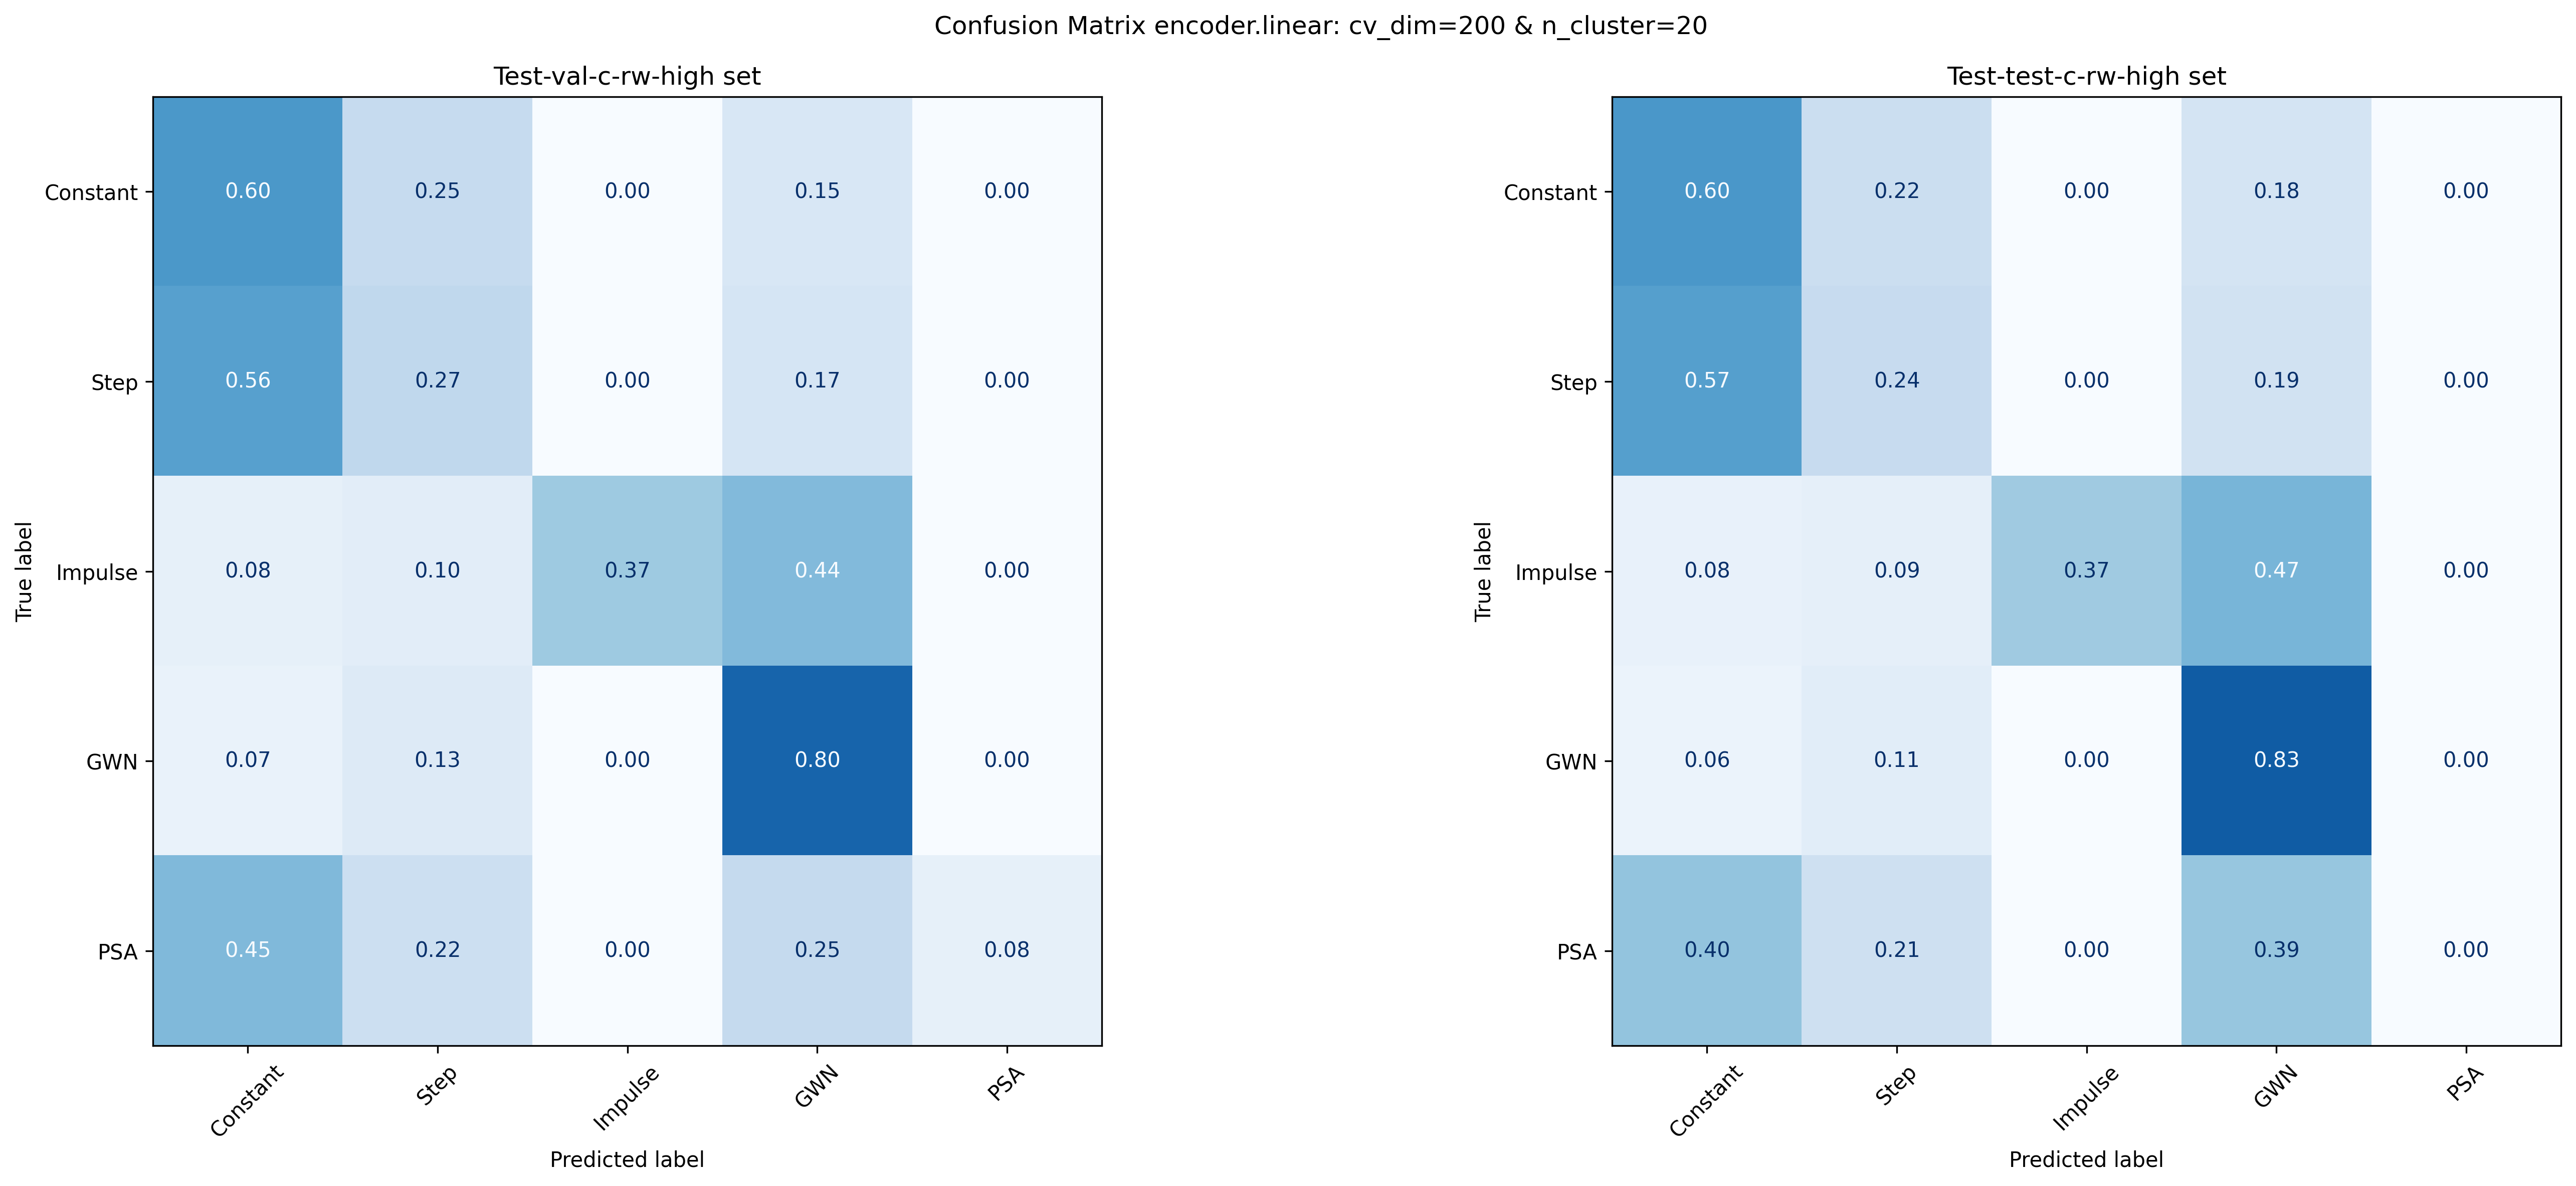 Confusion Matrix encoder.linear: cv_dim=200 & n_cluster=20
Test-val-c-rw-high set
True label
Constant 0.60 0.25 0.00 0.15 0.00
Step 0.56 0.27 0.00 0.17 0.00
Impulse 0.08 0.10 0.37 0.44 0.00
GWN 0.07 0.13 0.00 0.80 0.00
PSA 0.45 0.22 0.00 0.25 0.08
Constant Step Impulse GWN PSA
Predicted label
Test-test-c-rw-high set
True label
Constant 0.60 0.22 0.00 0.18 0.00
Step 0.57 0.24 0.00 0.19 0.00
Impulse 0.08 0.09 0.37 0.47 0.00
GWN 0.06 0.11 0.00 0.83 0.00
PSA 0.40 0.21 0.00 0.39 0.00
Constant Step Impulse GWN PSA
Predicted label